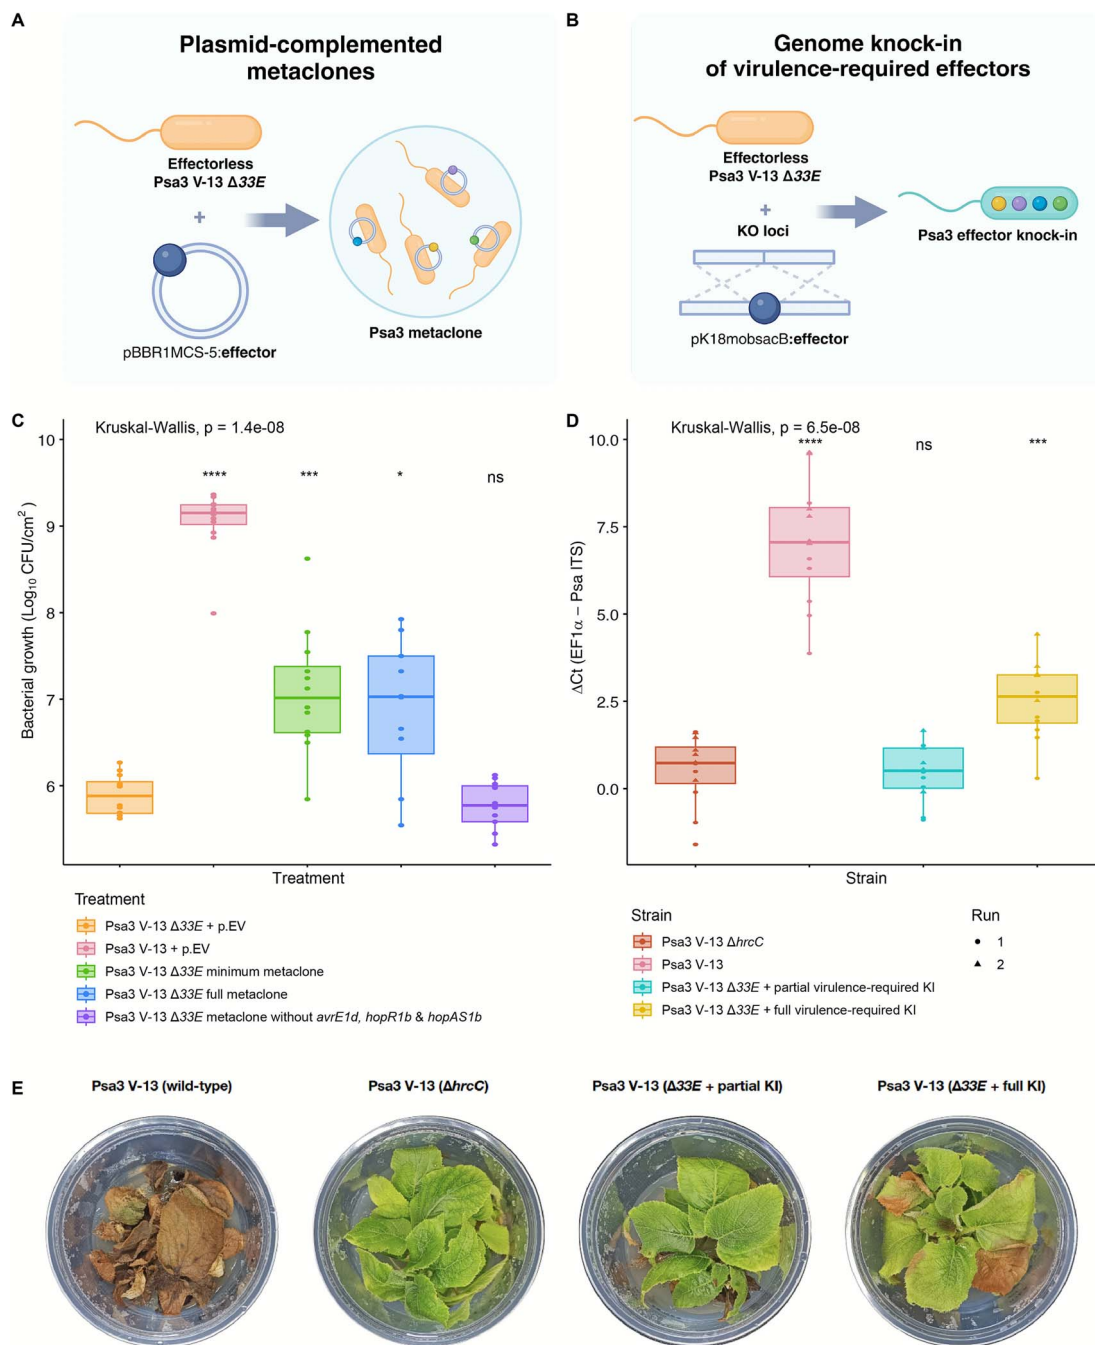 A
Plasmid-complemented
metaclones
Effectorless
Psa3 V-13 Δ33E
+
pBBR1MCS-5:effector
Psa3 metaclone
B
Genome knock-in
of virulence-required effectors
Effectorless
Psa3 V-13 Δ33E
+
KO loci
pK18mobsacB:effector
Psa3 effector knock-in
C
Kruskal-Wallis, p = 1.4e-08
**** *** * ns
Bacterial growth (Log10 CFU/cm2)
10
9
8
7
6
Treatment
Treatment
Psa3 V-13 Δ33E + p.EV
Psa3 V-13 + p.EV
Psa3 V-13 Δ33E minimum metaclone
Psa3 V-13 Δ33E full metaclone
Psa3 V-13 Δ33E metaclone without avrE1d, hopR1b & hopAS1b
D
Kruskal-Wallis, p = 6.5e-08
**** ns ***
ΔCt (EF1α – Psa ITS)
10.0
7.5
5.0
2.5
0.0
Strain
Strain
Psa3 V-13 ΔhrcC
Psa3 V-13
Psa3 V-13 Δ33E + partial virulence-required KI
Psa3 V-13 Δ33E + full virulence-required KI
Run
1
2
E
Psa3 V-13 (wild-type)
Psa3 V-13 (ΔhrcC)
Psa3 V-13 (Δ33E + partial KI)
Psa3 V-13 (Δ33E + full KI)